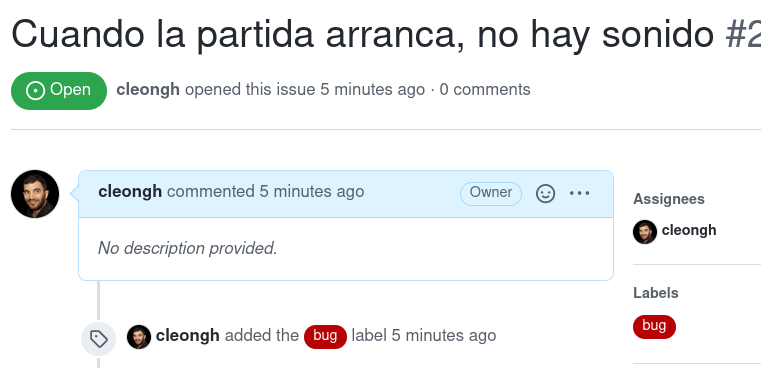 Cuando la partida arranca, no hay sonido #2
Open cleongh opened this issue 5 minutes ago · 0 comments
cleongh commented 5 minutes ago Owner
No description provided.
cleongh added the bug label 5 minutes ago
Assignees
cleongh
Labels
bug